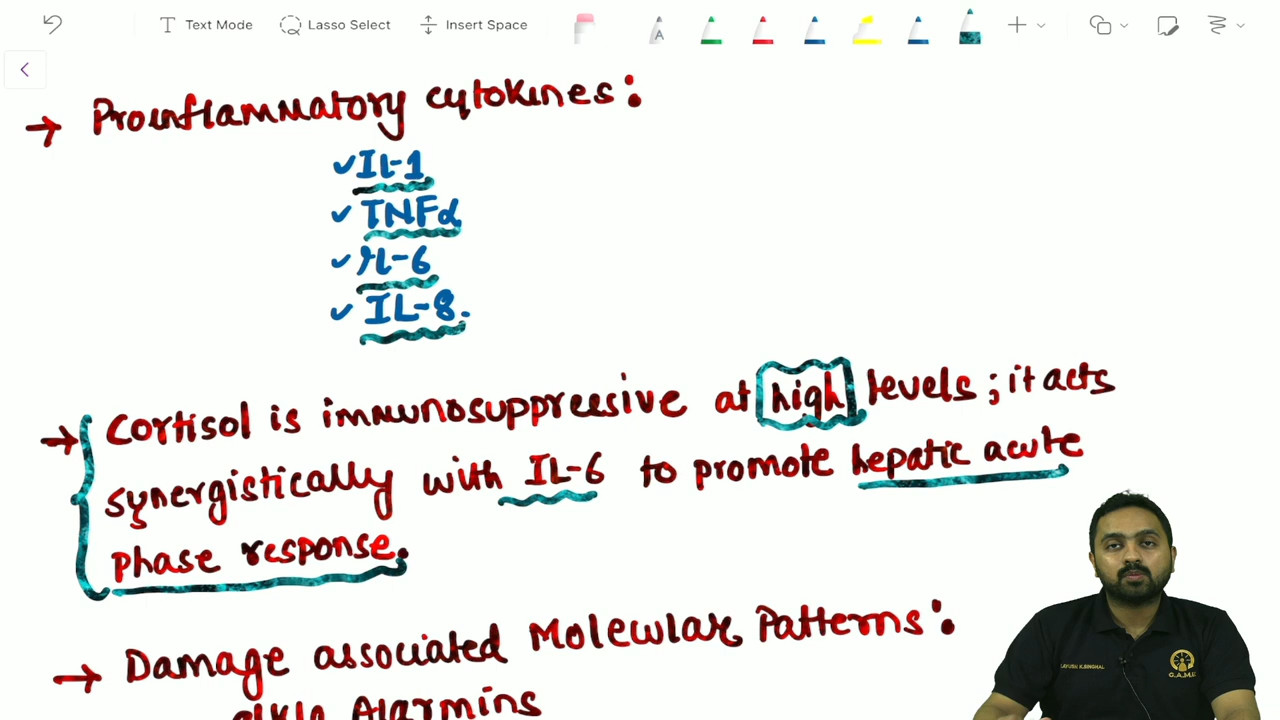 Text Mode
Lasso Select
Insert Space
A
→ Proinflammatory cytokines:
✓ IL-1
✓ TNFα
✓ IL-6
✓ IL-8.
→ Cortisol is immunosuppressive at high levels; it acts
synergistically with IL-6 to promote hepatic acute
phase response.
→ Damage associated Molecular Patterns:
a/k/a Alarmins
AYUSH K.SINGHAL